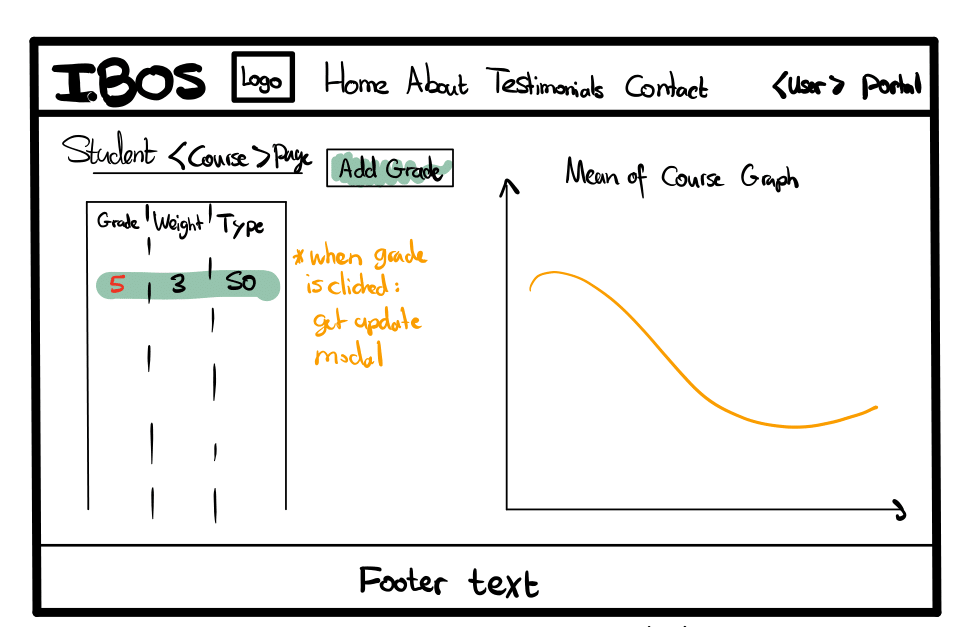 I.BOS Logo Home About Testimonials Contact <User> Portal
Student <Course> Page Add Grade
Mean of Course Graph
Grade Weight Type
5 3 SO
* when grade
is clicked:
get update
modal
Footer text